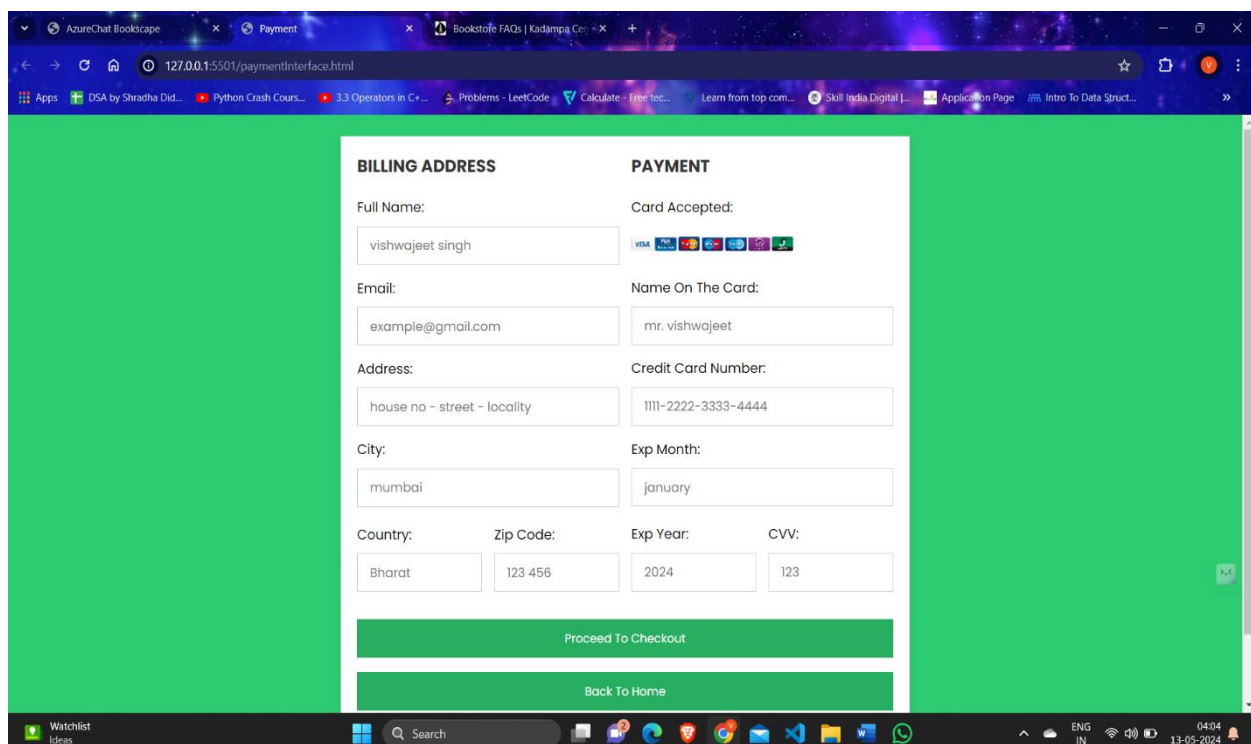 AzureChat Bookscape
Payment
Bookstore FAQs | Kadampa Cen
127.0.0.1:5501/paymentInterface.html
V
Apps
DSA by Shradha Did...
Python Crash Cours...
3.3 Operators in C+...
Problems - LeetCode
Calculate - Free tec...
Learn from top com...
Skill India Digital |...
Application Page
Intro To Data Struct...
BILLING ADDRESS
PAYMENT
Full Name:
Card Accepted:
vishwajeet singh
VISA
Email:
Name On The Card:
example@gmail.com
mr. vishwajeet
Address:
Credit Card Number:
house no - street - locality
1111-2222-3333-4444
City:
Exp Month:
mumbai
january
Country:
Zip Code:
Exp Year:
CVV:
Bharat
123 456
2024
123
Proceed To Checkout
Back To Home
Watchlist
Ideas
Search
2
ENG
IN
04:04
13-05-2024